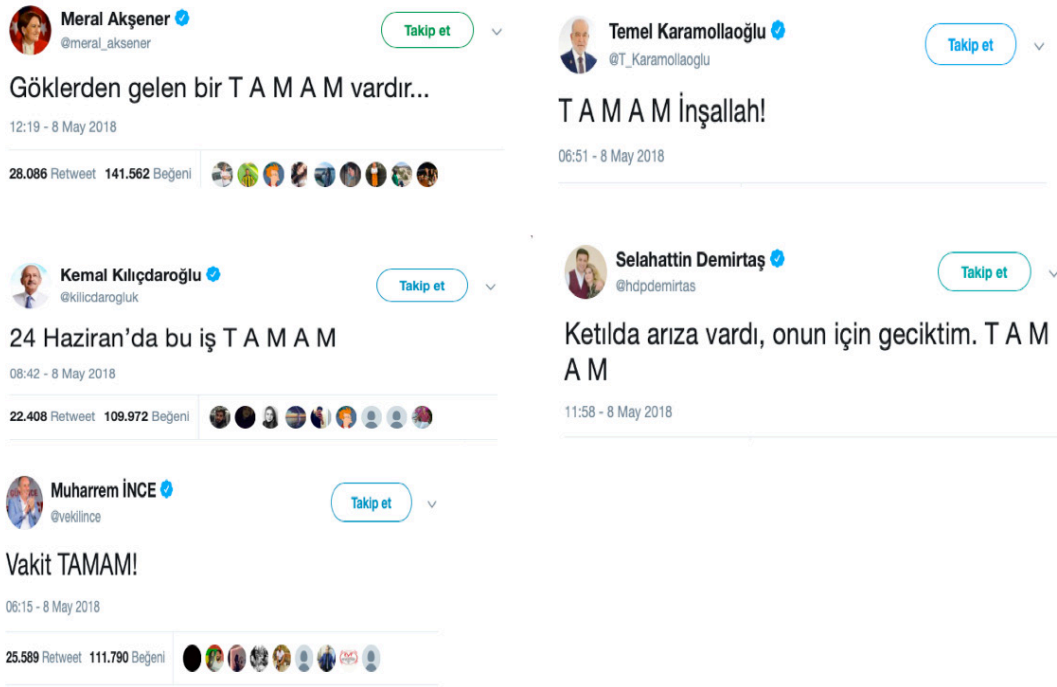 Meral Akşener
Takip et
@meral_aksener
Göklerden gelen bir T A M A M vardır...
12:19 - 8 May 2018
28.086 Retweet 141.562 Beğeni
Temel Karamollaoğlu
Takip et
@T_Karamollaoglu
T A M A M İnşallah!
06:51 - 8 May 2018
Kemal Kılıçdaroğlu
Takip et
@kilicdarogluk
24 Haziran’da bu iş T A M A M
08:42 - 8 May 2018
22.408 Retweet 109.972 Beğeni
Selahattin Demirtaş
Takip et
@hdpdemirtas
Ketılda arıza vardı, onun için geciktim. T A M
A M
11:58 - 8 May 2018
Muharrem İNCE
Takip et
@vekilince
Vakit TAMAM!
06:15 - 8 May 2018
25.589 Retweet 111.790 Beğeni